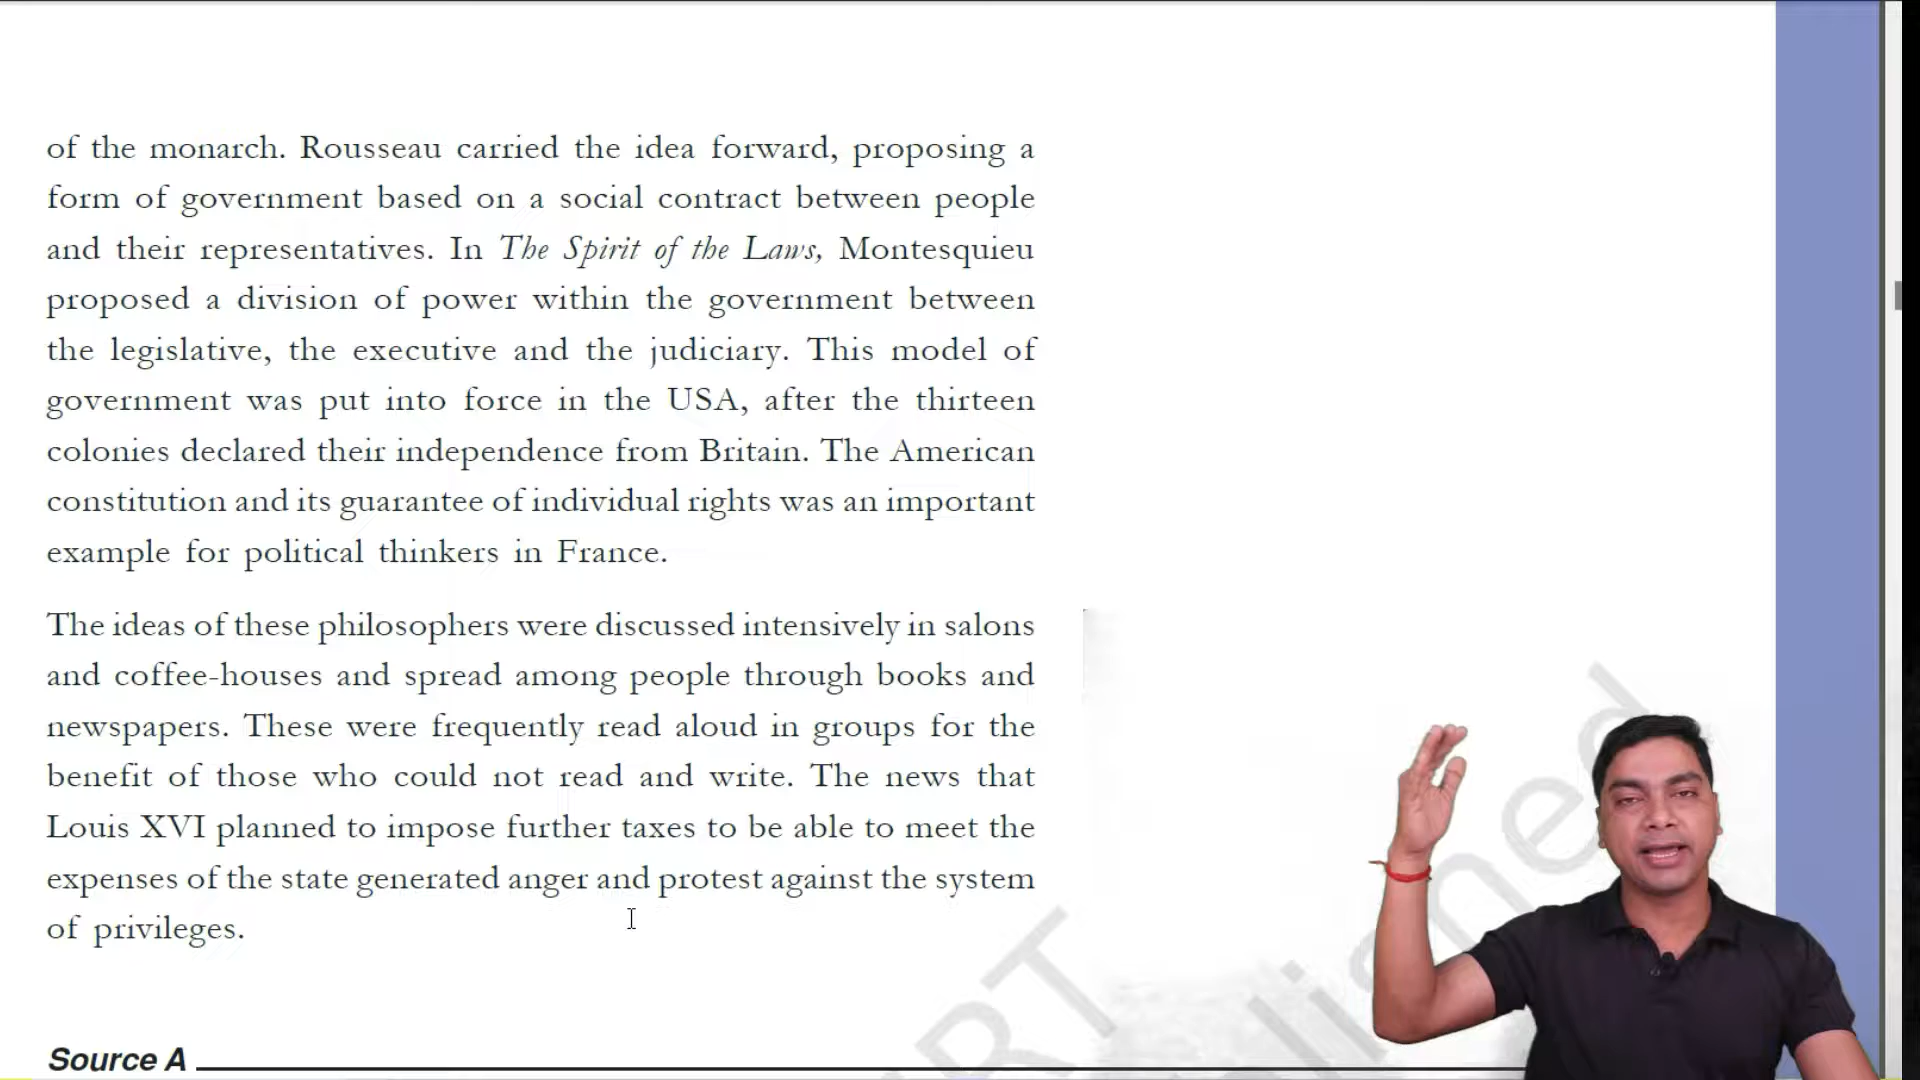 of the monarch. Rousseau carried the idea forward, proposing a
form of government based on a social contract between people
and their representatives. In The Spirit of the Laws, Montesquieu
proposed a division of power within the government between
the legislative, the executive and the judiciary. This model of
government was put into force in the USA, after the thirteen
colonies declared their independence from Britain. The American
constitution and its guarantee of individual rights was an important
example for political thinkers in France.
The ideas of these philosophers were discussed intensively in salons
and coffee-houses and spread among people through books and
newspapers. These were frequently read aloud in groups for the
benefit of those who could not read and write. The news that
Louis XVI planned to impose further taxes to be able to meet the
expenses of the state generated anger and protest against the system
of privileges.
Source A